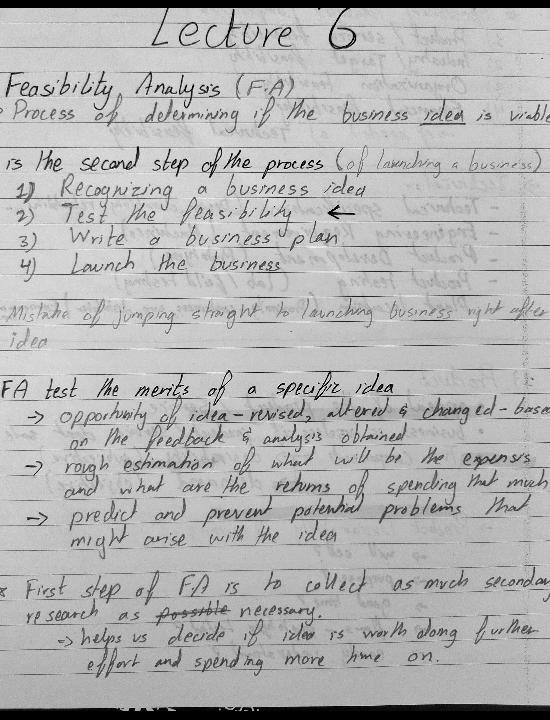 Lecture 6
Feasibility Analysis (F.A)
Process of determining if the business idea is viable
is the second step of the process (of launching a business)
1) Recognizing a business idea
2) Test the feasibility ←
3) Write a business plan
4) Launch the business
Mistake of jumping straight to launching business right after
idea
FA test the merits of a specific idea
→ opportunity of idea - revised, altered & changed - based
on the feedback & analysis obtained
→ rough estimation of what will be the expenses
and what are the returns of spending that much
→ predict and prevent potential problems that
might arise with the idea
* First step of FA is to collect as much secondary
research as possible necessary.
→ helps us decide if idea is worth doing further
effort and spending more time on.